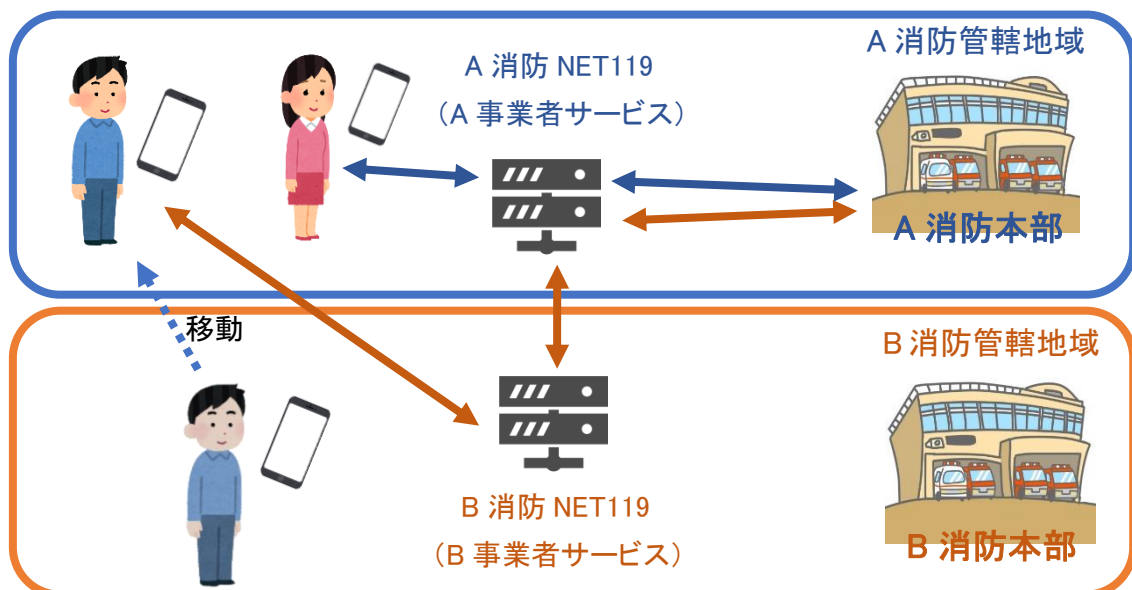 A 消防管轄地域
A 消防 NET119
（A 事業者サービス）
A 消防本部
移動
B 消防管轄地域
B 消防 NET119
（B 事業者サービス）
B 消防本部